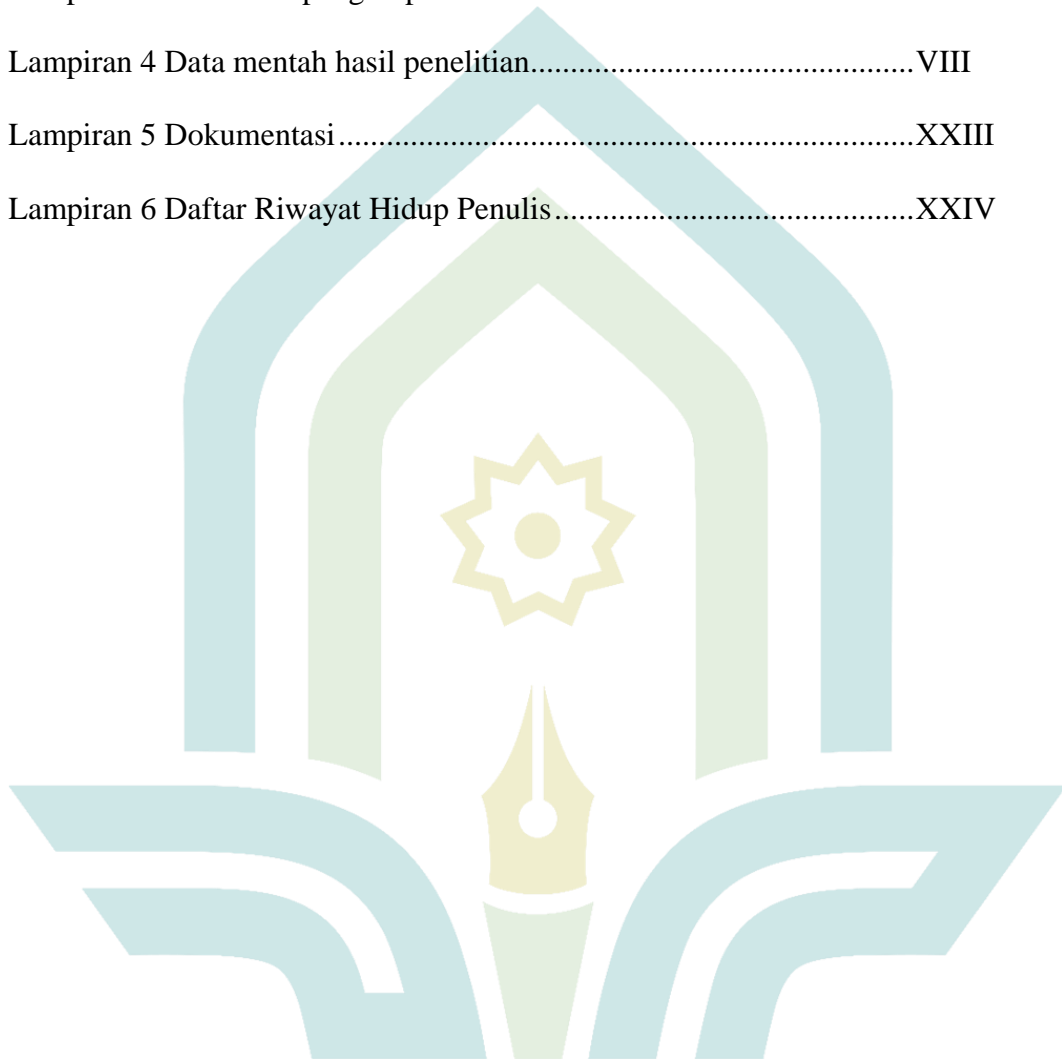 Lampiran 4 Data mentah hasil penelitian................................................VIII
Lampiran 5 Dokumentasi........................................................................XXIII
Lampiran 6 Daftar Riwayat Hidup Penulis.............................................XXIV